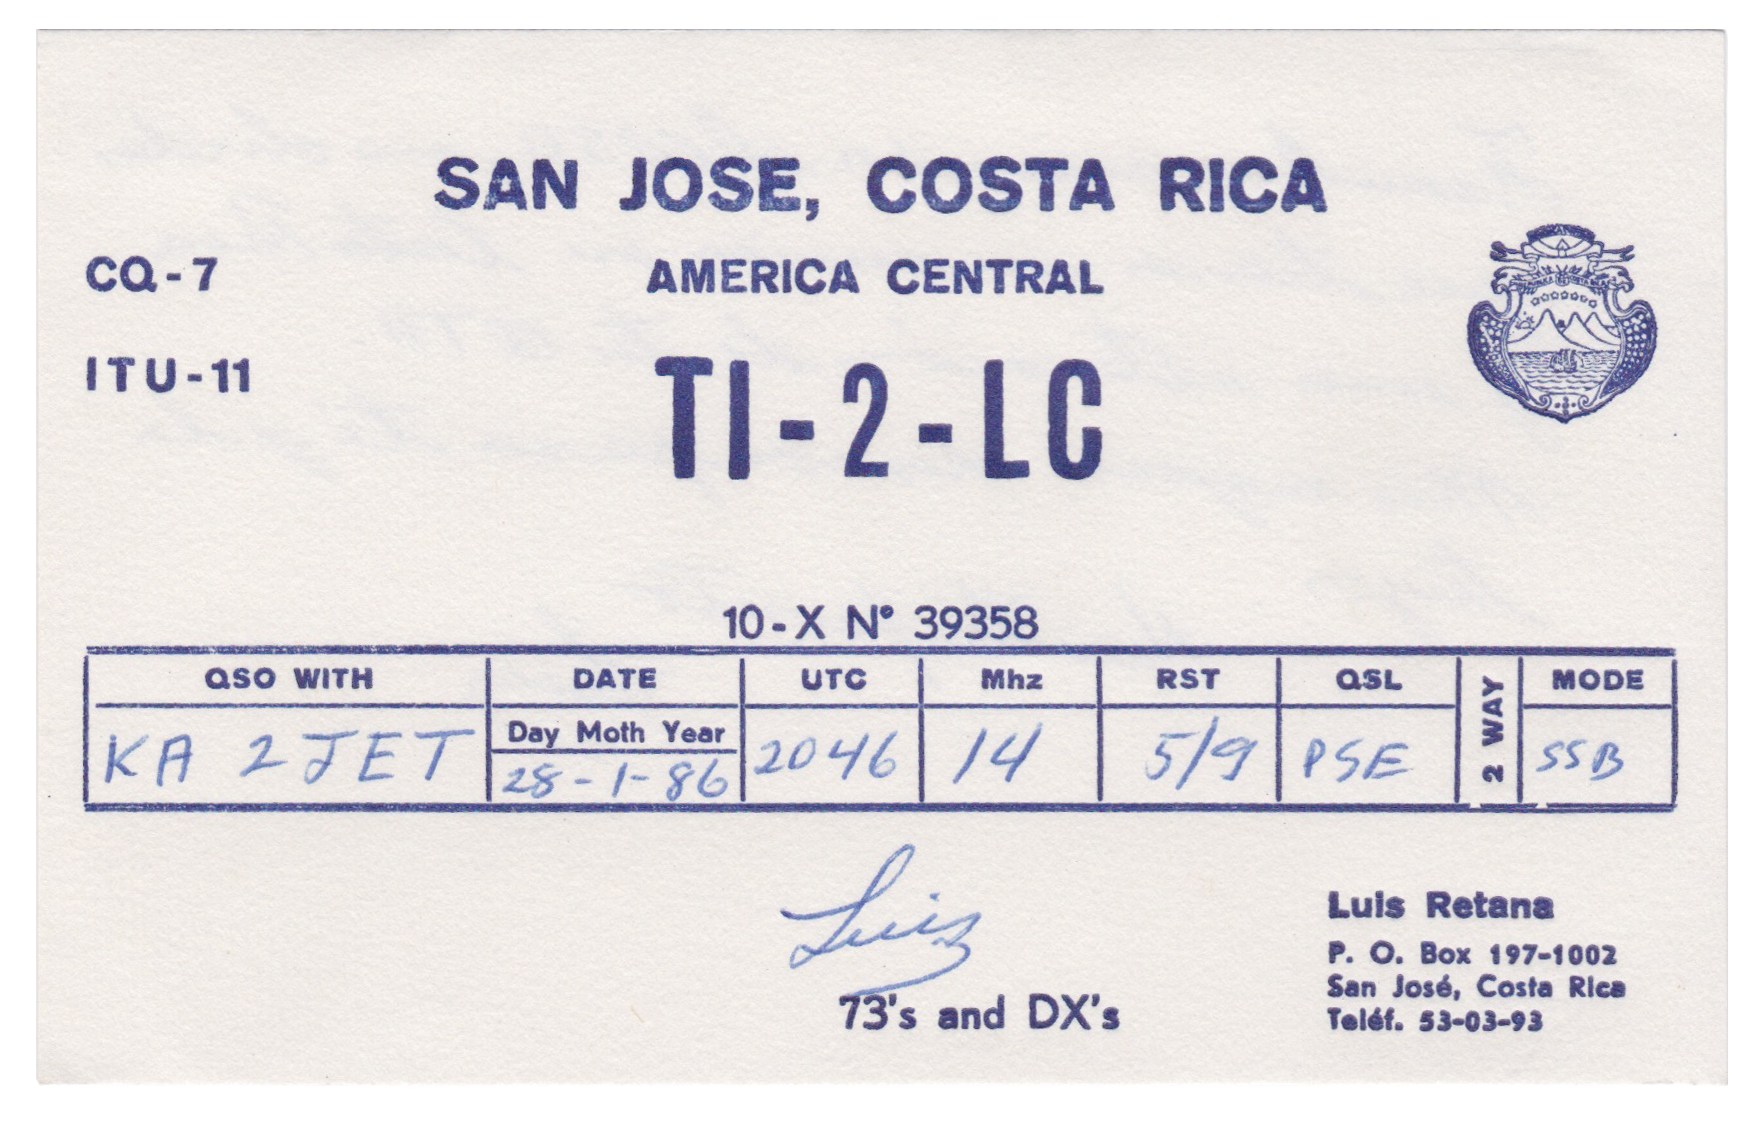 SAN JOSE, COSTA RICA
CQ-7
AMERICA CENTRAL
ITU-11
TI-2-LC
10-X Nº 39358
QSO WITH DATE UTC Mhz RST QSL 2 WAY MODE
Day Moth Year
KA 2JET 28-1-86 2046 14 5/9 PSE SSB
Luis
73's and DX's
Luis Retana
P. O. Box 197-1002
San José, Costa Rica
Teléf. 53-03-93